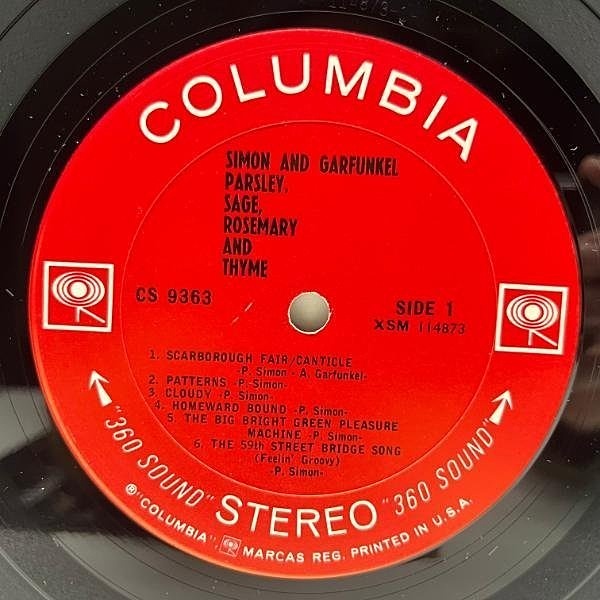 COLUMBIA
SIMON AND GARFUNKEL
PARSLEY,
SAGE,
ROSEMARY
AND
THYME
CS 9363
SIDE 1
XSM 114873
1. SCARBOROUGH FAIR/CANTICLE
-P. Simon - A. Garfunkel-
2. PATTERNS -P. Simon-
3. CLOUDY -P. Simon-
4. HOMEWARD BOUND -P. Simon-
5. THE BIG BRIGHT GREEN PLEASURE
MACHINE -P. Simon-
6. THE 59th STREET BRIDGE SONG
(Feelin' Groovy)
-P. Simon-
"360 SOUND" STEREO "360 SOUND"
® "COLUMBIA", MARCAS REG. PRINTED IN U.S.A.